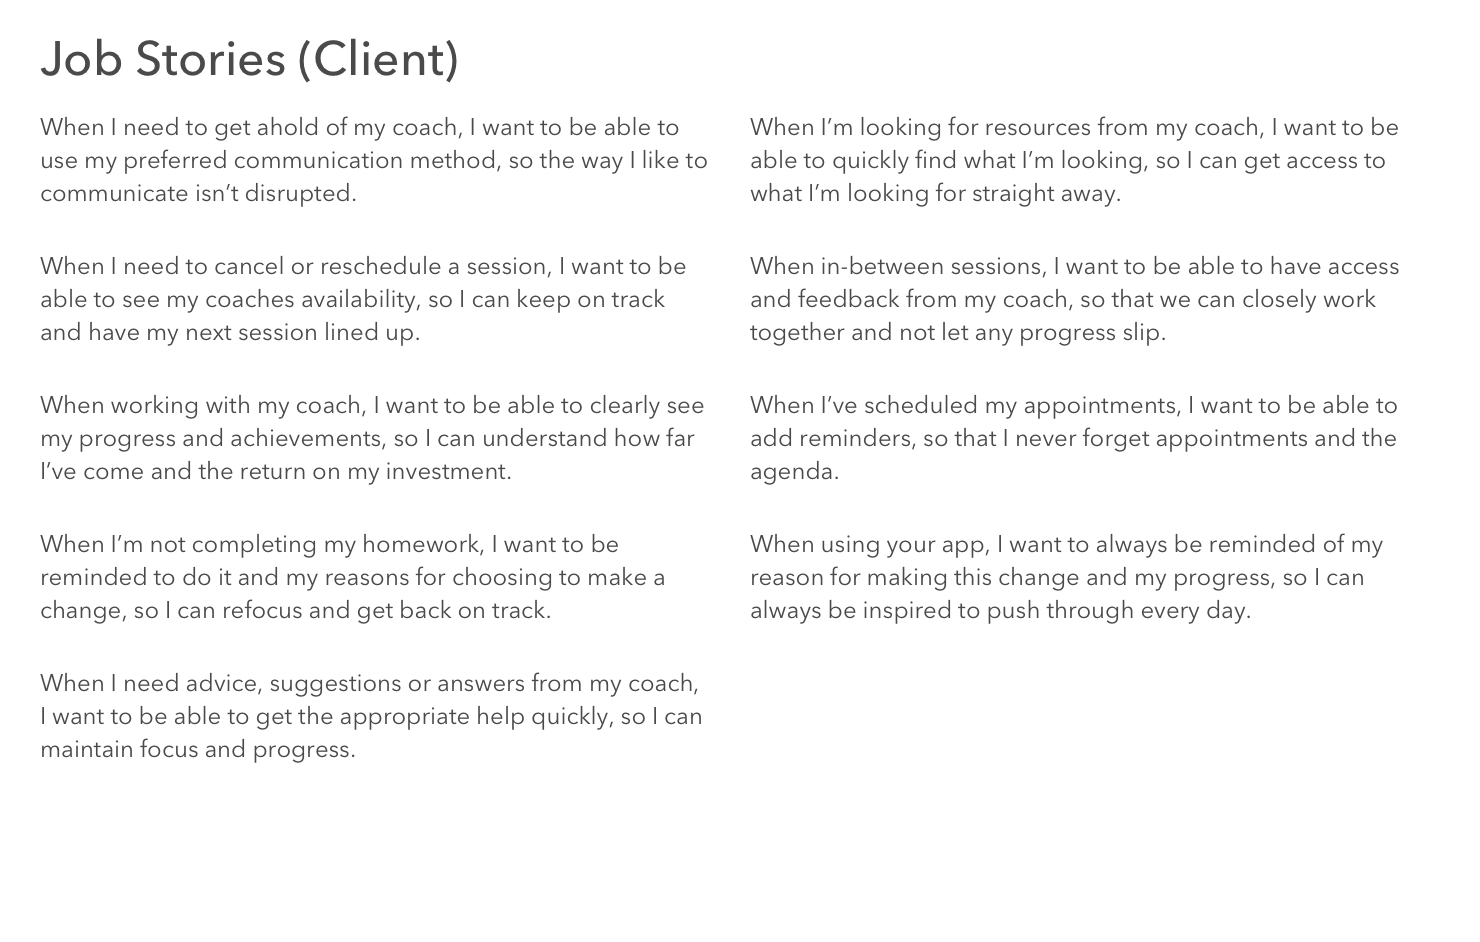 Job Stories (Client)
When I need to get ahold of my coach, I want to be able to
use my preferred communication method, so the way I like to
communicate isn’t disrupted.
When I need to cancel or reschedule a session, I want to be
able to see my coaches availability, so I can keep on track
and have my next session lined up.
When working with my coach, I want to be able to clearly see
my progress and achievements, so I can understand how far
I’ve come and the return on my investment.
When I’m not completing my homework, I want to be
reminded to do it and my reasons for choosing to make a
change, so I can refocus and get back on track.
When I need advice, suggestions or answers from my coach,
I want to be able to get the appropriate help quickly, so I can
maintain focus and progress.
When I’m looking for resources from my coach, I want to be
able to quickly find what I’m looking, so I can get access to
what I’m looking for straight away.
When in-between sessions, I want to be able to have access
and feedback from my coach, so that we can closely work
together and not let any progress slip.
When I’ve scheduled my appointments, I want to be able to
add reminders, so that I never forget appointments and the
agenda.
When using your app, I want to always be reminded of my
reason for making this change and my progress, so I can
always be inspired to push through every day.